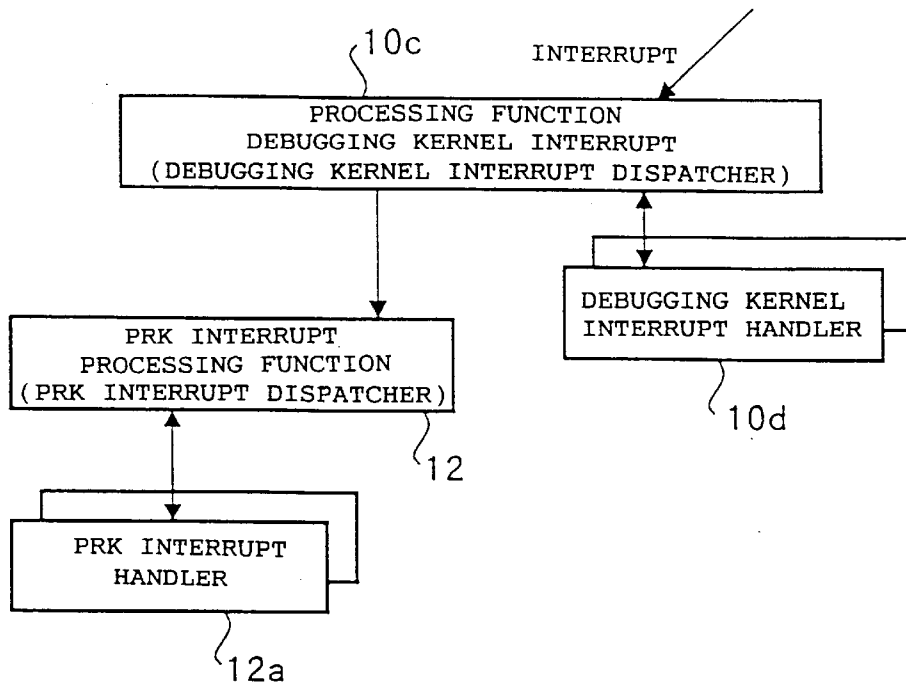 10c
INTERRUPT
PROCESSING FUNCTION
DEBUGGING KERNEL INTERRUPT
(DEBUGGING KERNEL INTERRUPT DISPATCHER)
DEBUGGING KERNEL
INTERRUPT HANDLER
10d
PRK INTERRUPT
PROCESSING FUNCTION
(PRK INTERRUPT DISPATCHER)
12
PRK INTERRUPT
HANDLER
12a